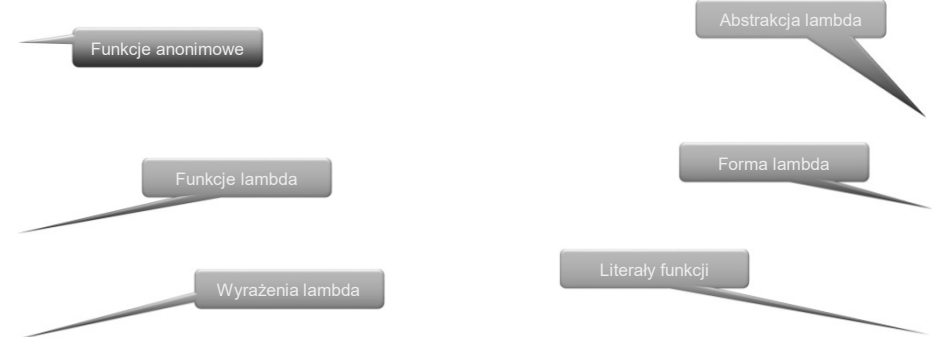 Funkcje anonimowe
Abstrakcja lambda
Funkcje lambda
Forma lambda
Wyrażenia lambda
Literały funkcji